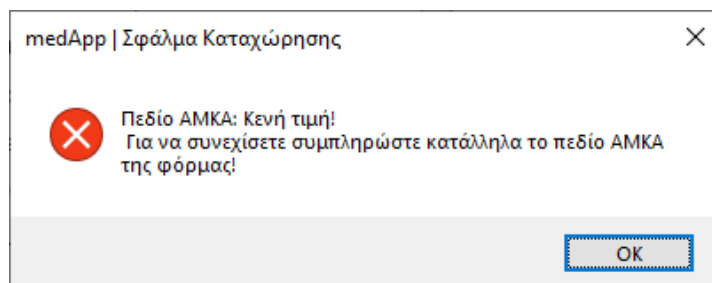 medApp | Σφάλμα Καταχώρησης
Πεδίο ΑΜΚΑ: Κενή τιμή!
Για να συνεχίσετε συμπληρώστε κατάλληλα το πεδίο ΑΜΚΑ
της φόρμας!
OK